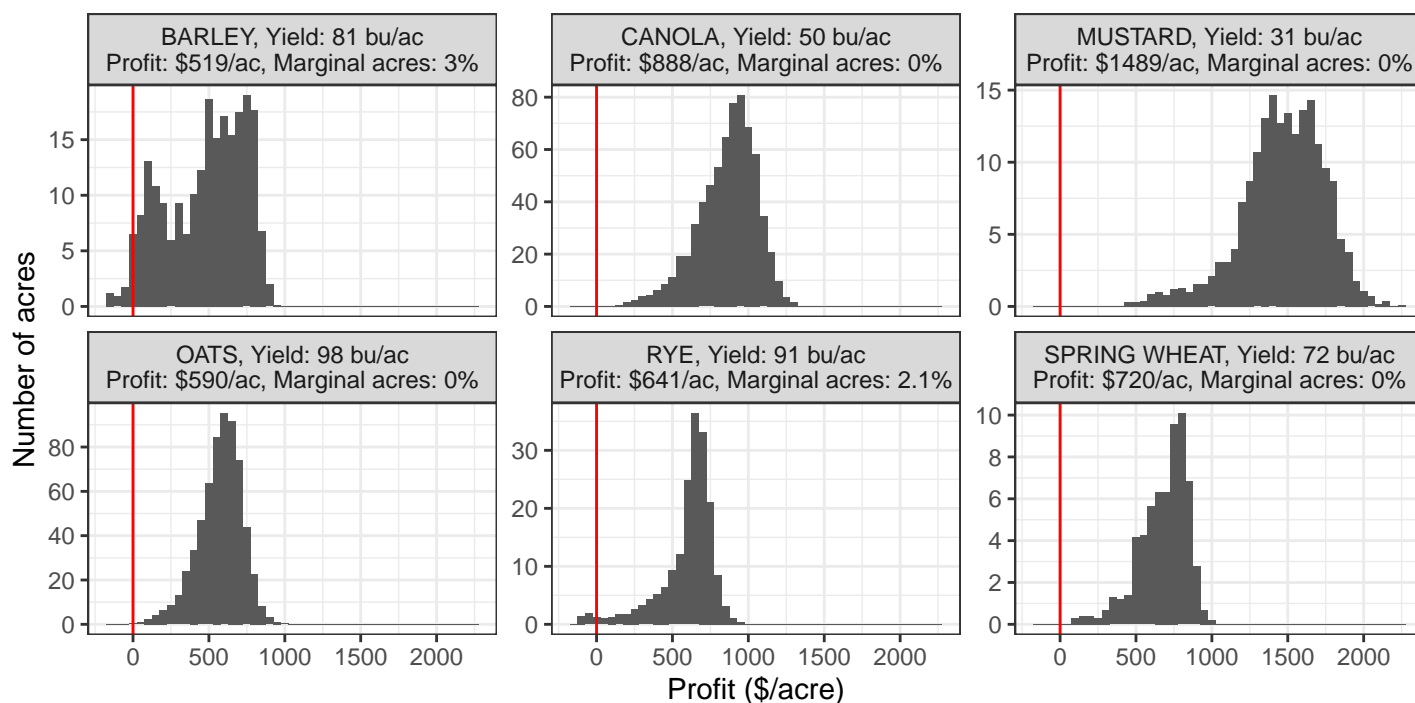 BARLEY, Yield: 81 bu/ac
Profit: $519/ac, Marginal acres: 3%
CANOLA, Yield: 50 bu/ac
Profit: $888/ac, Marginal acres: 0%
MUSTARD, Yield: 31 bu/ac
Profit: $1489/ac, Marginal acres: 0%
15
10
5
0
80
60
40
20
0
15
10
5
0
OATS, Yield: 98 bu/ac
Profit: $590/ac, Marginal acres: 0%
RYE, Yield: 91 bu/ac
Profit: $641/ac, Marginal acres: 2.1%
SPRING WHEAT, Yield: 72 bu/ac
Profit: $720/ac, Marginal acres: 0%
80
60
40
20
0
30
20
10
0
10
8
6
4
2
0
0 500 1000 1500 2000
0 500 1000 1500 2000
0 500 1000 1500 2000
Number of acres
Profit ($/acre)